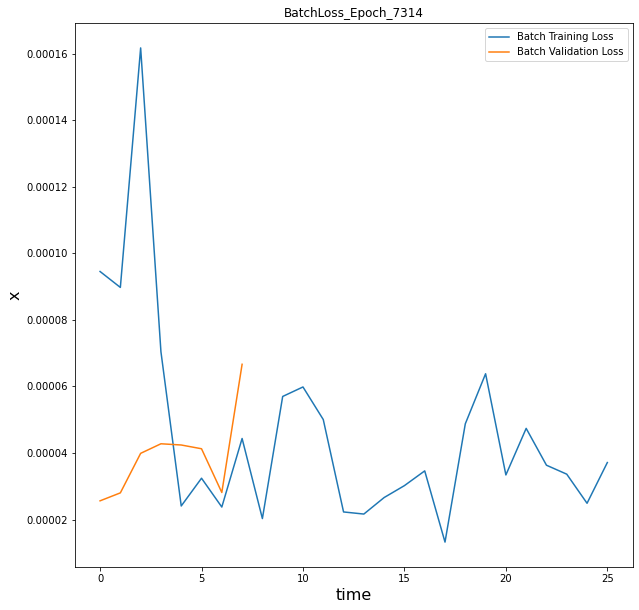 BatchLoss_Epoch_7314
Batch Training Loss
Batch Validation Loss
0.00016
0.00014
0.00012
0.00010
0.00008
0.00006
0.00004
0.00002
x
0 5 10 15 20 25
time